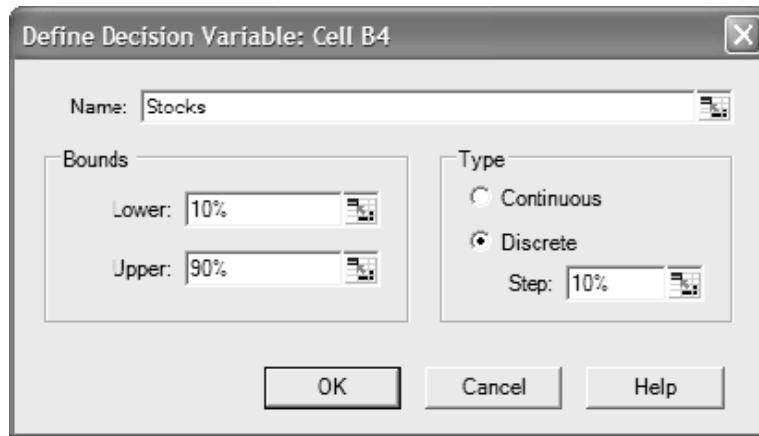 Define Decision Variable: Cell B4
Name: Stocks
Bounds
Lower: 10%
Upper: 90%
Type
Continuous
Discrete
Step: 10%
OK Cancel Help